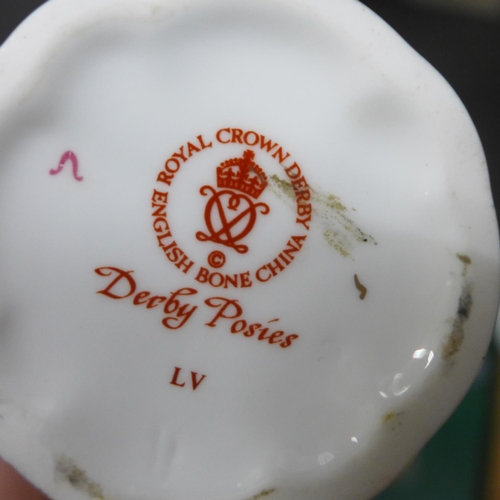 ROYAL CROWN DERBY
ENGLISH BONE CHINA
©
Derby Posies
LV